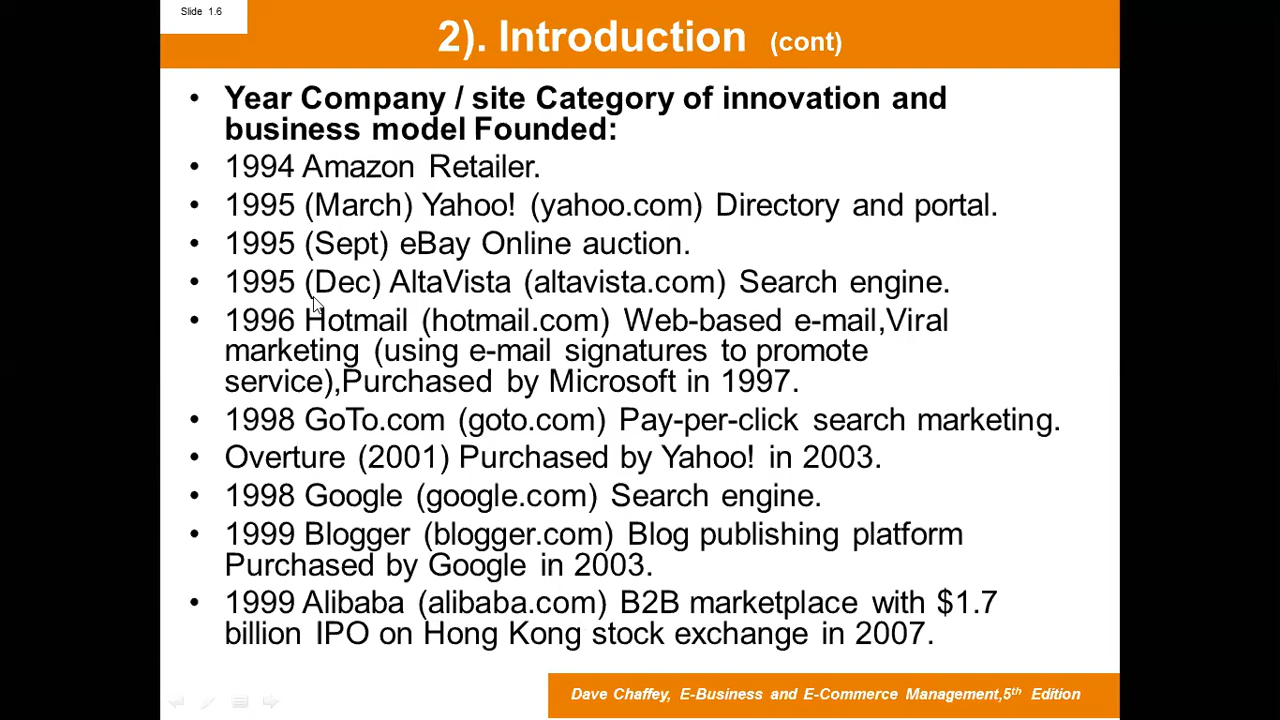 Slide 1.6
2). Introduction (cont)
• Year Company / site Category of innovation and
business model Founded:
• 1994 Amazon Retailer.
• 1995 (March) Yahoo! (yahoo.com) Directory and portal.
• 1995 (Sept) eBay Online auction.
• 1995 (Dec) AltaVista (altavista.com) Search engine.
• 1996 Hotmail (hotmail.com) Web-based e-mail,Viral
marketing (using e-mail signatures to promote
service),Purchased by Microsoft in 1997.
• 1998 GoTo.com (goto.com) Pay-per-click search marketing.
• Overture (2001) Purchased by Yahoo! in 2003.
• 1998 Google (google.com) Search engine.
• 1999 Blogger (blogger.com) Blog publishing platform
Purchased by Google in 2003.
• 1999 Alibaba (alibaba.com) B2B marketplace with $1.7
billion IPO on Hong Kong stock exchange in 2007.
Dave Chaffey, E-Business and E-Commerce Management,5th Edition